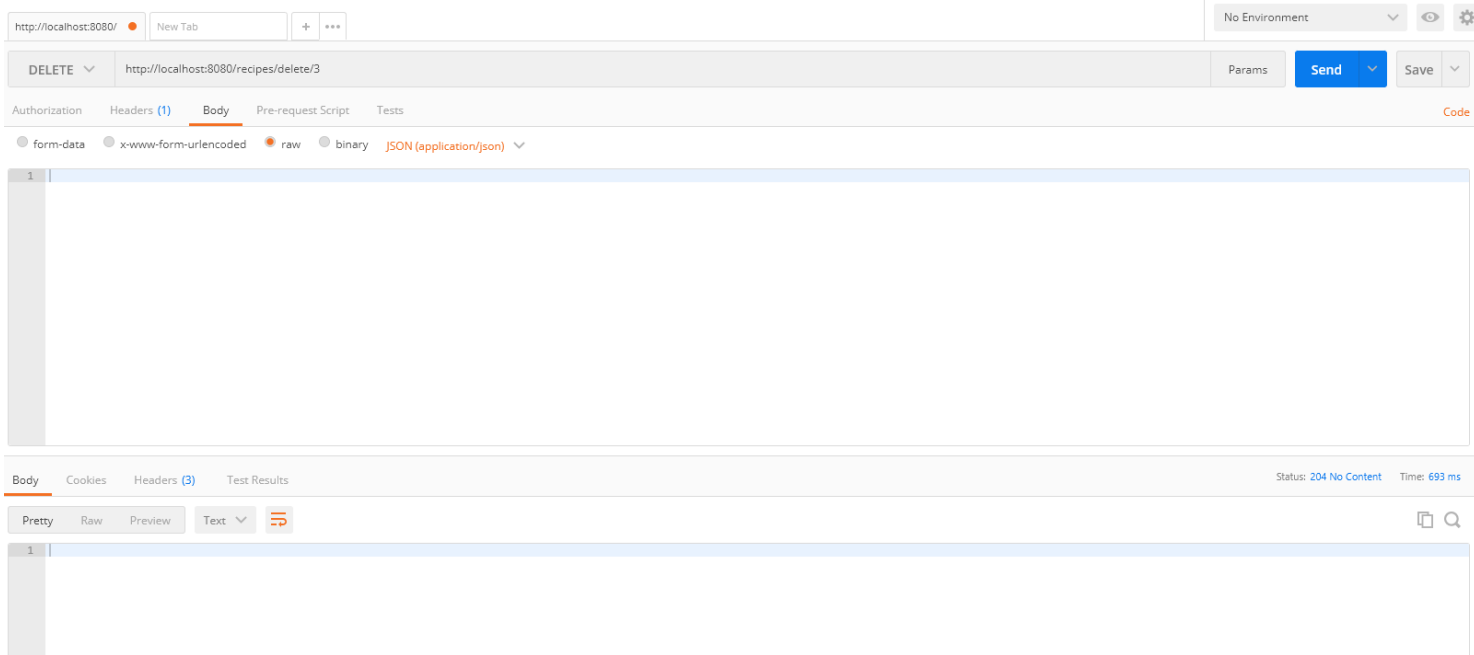 http://localhost:8080/ New Tab + ••• No Environment
DELETE http://localhost:8080/recipes/delete/3 Params Send Save
Authorization Headers (1) Body Pre-request Script Tests Code
form-data x-www-form-urlencoded raw binary JSON (application/json)
1
Body Cookies Headers (3) Test Results Status: 204 No Content Time: 693 ms
Pretty Raw Preview Text
1